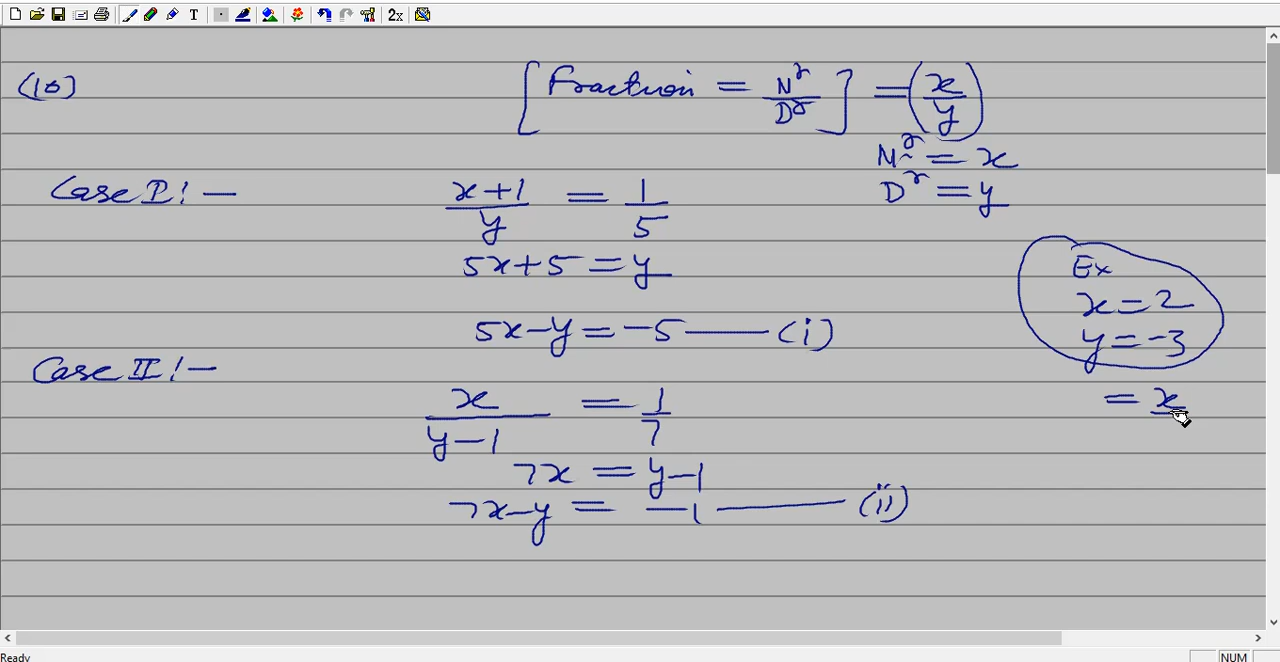 T 2x
(10)
[Fraction = Nʳ/Dʳ] = (x/y)
Nʳ = x
Dʳ = y
Case I:-
(x+1)/y = 1/5
5x+5 = y
5x-y = -5 —— (i)
Ex
x=2
y=-3
= x
Case II:-
x/(y-1) = 1/7
7x = y-1
7x-y = -1 —— (ii)
Ready NUM